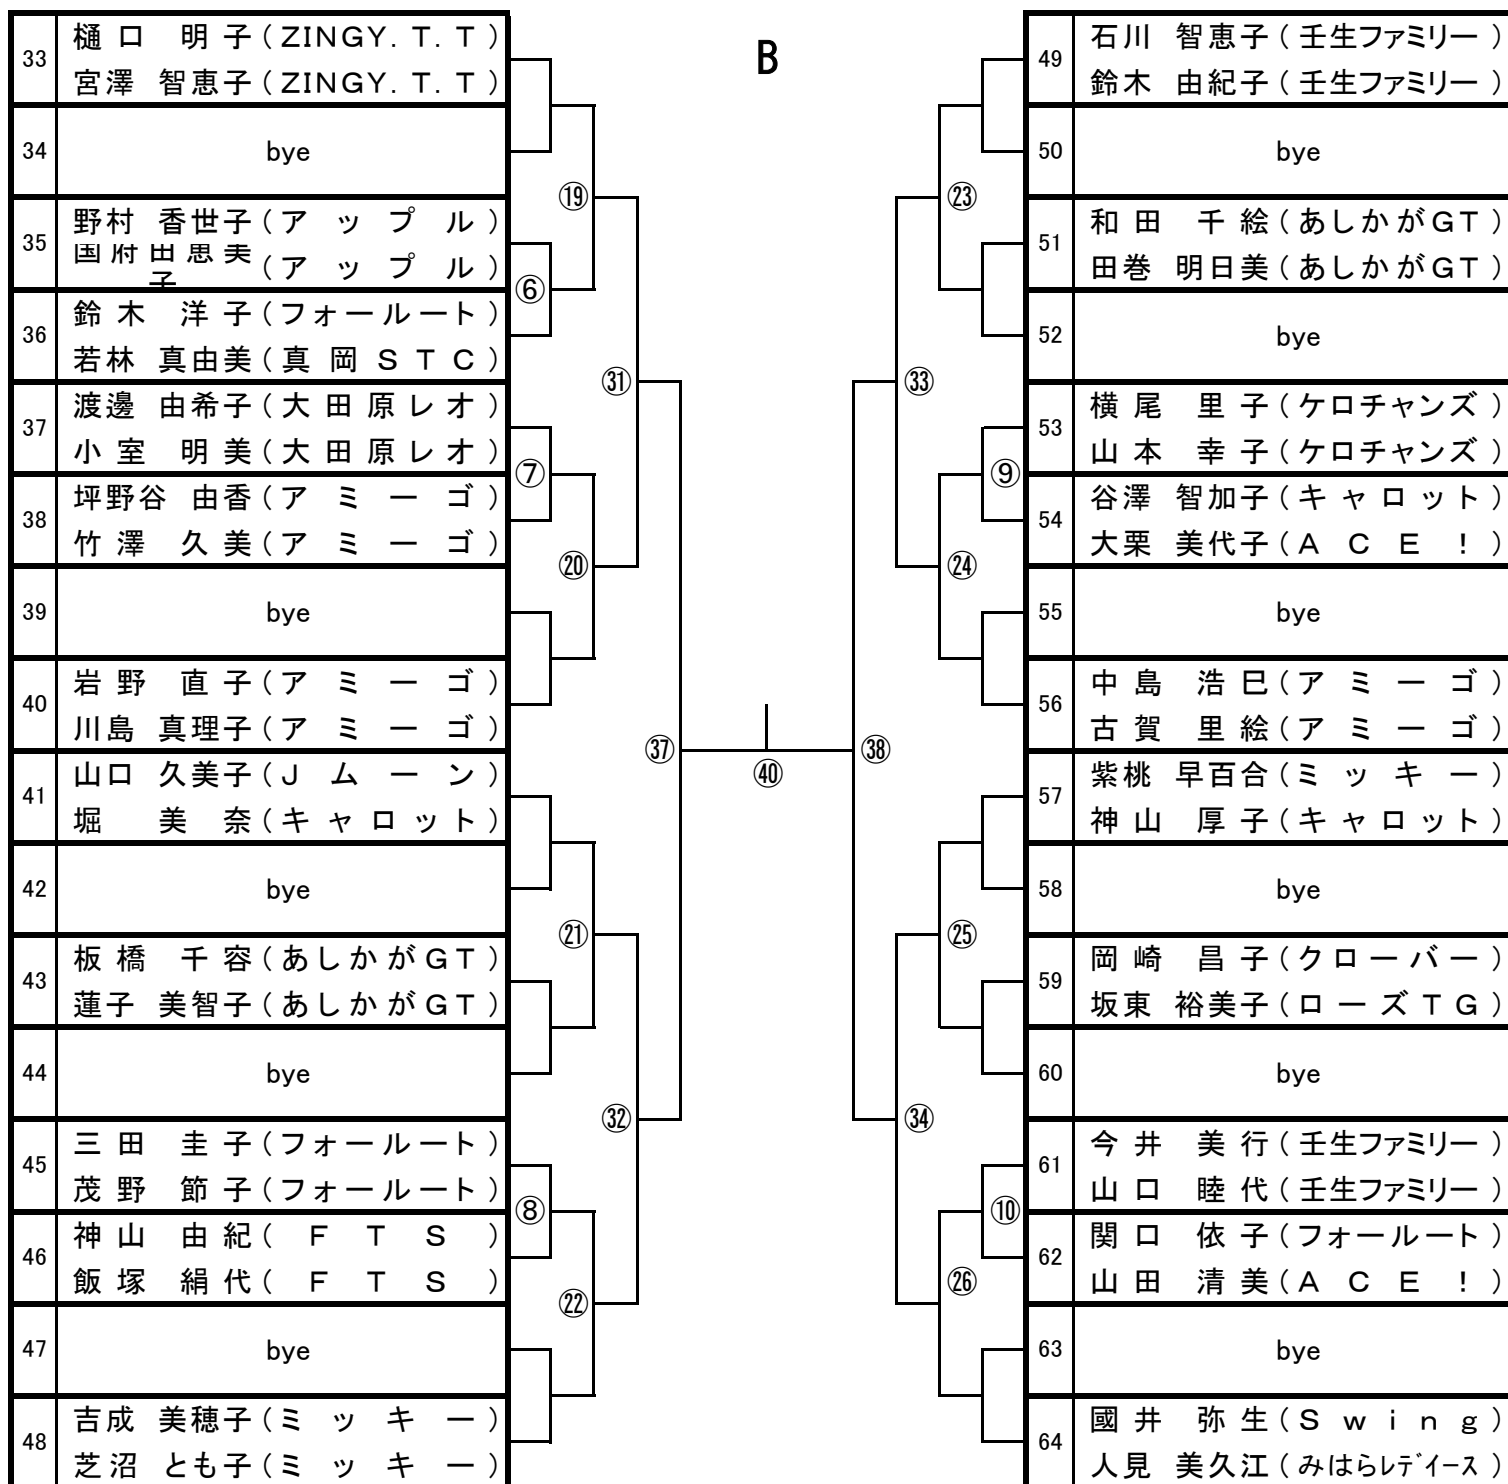 B
33
樋口 明子(ZINGY.T.T)
宮澤 智恵子(ZINGY.T.T)
34
bye
35
野村 香世子(アップル)
国府田恵美子(アップル)
36
鈴木 洋子(フォールート)
若林 真由美(真岡STC)
37
渡邊 由希子(大田原レオ)
小室 明美(大田原レオ)
38
坪野谷 由香(アミーゴ)
竹澤 久美(アミーゴ)
39
bye
40
岩野 直子(アミーゴ)
川島 真理子(アミーゴ)
41
山口 久美子(Jムーン)
堀 美奈(キャロット)
42
bye
43
板橋 千容(あしかがGT)
蓮子 美智子(あしかがGT)
44
bye
45
三田 圭子(フォールート)
茂野 節子(フォールート)
46
神山 由紀(FTS)
飯塚 絹代(FTS)
47
bye
48
吉成 美穂子(ミッキー)
芝沼 とも子(ミッキー)
⑥
⑦
⑧
⑲
⑳
㉑
㉒
㉛
㉜
㊲
㊵
㊳
㉝
㉞
㉓
㉔
㉕
㉖
⑨
⑩
49
石川 智恵子(壬生ファミリー)
鈴木 由紀子(壬生ファミリー)
50
bye
51
和田 千絵(あしかがGT)
田巻 明日美(あしかがGT)
52
bye
53
横尾 里子(ケロチャンズ)
山本 幸子(ケロチャンズ)
54
谷澤 智加子(キャロット)
大栗 美代子(ACE!)
55
bye
56
中島 浩巳(アミーゴ)
古賀 里絵(アミーゴ)
57
紫桃 早百合(ミッキー)
神山 厚子(キャロット)
58
bye
59
岡崎 昌子(クローバー)
坂東 裕美子(ローズTG)
60
bye
61
今井 美行(壬生ファミリー)
山口 睦代(壬生ファミリー)
62
関口 依子(フォールート)
山田 清美(ACE!)
63
bye
64
國井 弥生(Swing)
人見 美久江(みはらレディース)